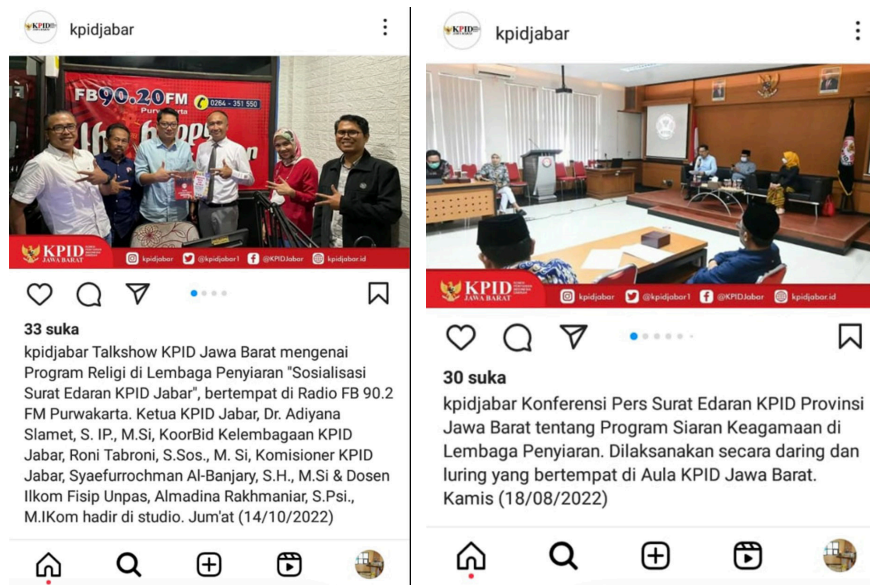 kpidjabar
KPID
JAWA BARAT
FB 90.20 FM
0264 - 351 550
Purwakarta
KPID
JAWA BARAT
kpidjabar @kpidjabar1 @KPIDJabar kpidjabar.id
33 suka
kpidjabar Talkshow KPID Jawa Barat mengenai
Program Religi di Lembaga Penyiaran "Sosialisasi
Surat Edaran KPID Jabar", bertempat di Radio FB 90.2
FM Purwakarta. Ketua KPID Jabar, Dr. Adiyana
Slamet, S. IP., M.Si, KoorBid Kelembagaan KPID
Jabar, Roni Tabroni, S.Sos., M. Si, Komisioner KPID
Jabar, Syaefurrochman Al-Banjary, S.H., M.Si & Dosen
Ilkom Fisip Unpas, Almadina Rakhmaniar, S.Psi.,
M.IKom hadir di studio. Jum'at (14/10/2022)
kpidjabar
KPID
JAWA BARAT
kpidjabar @kpidjabar1 @KPIDJabar kpidjabar.id
30 suka
kpidjabar Konferensi Pers Surat Edaran KPID Provinsi
Jawa Barat tentang Program Siaran Keagamaan di
Lembaga Penyiaran. Dilaksanakan secara daring dan
luring yang bertempat di Aula KPID Jawa Barat.
Kamis (18/08/2022)